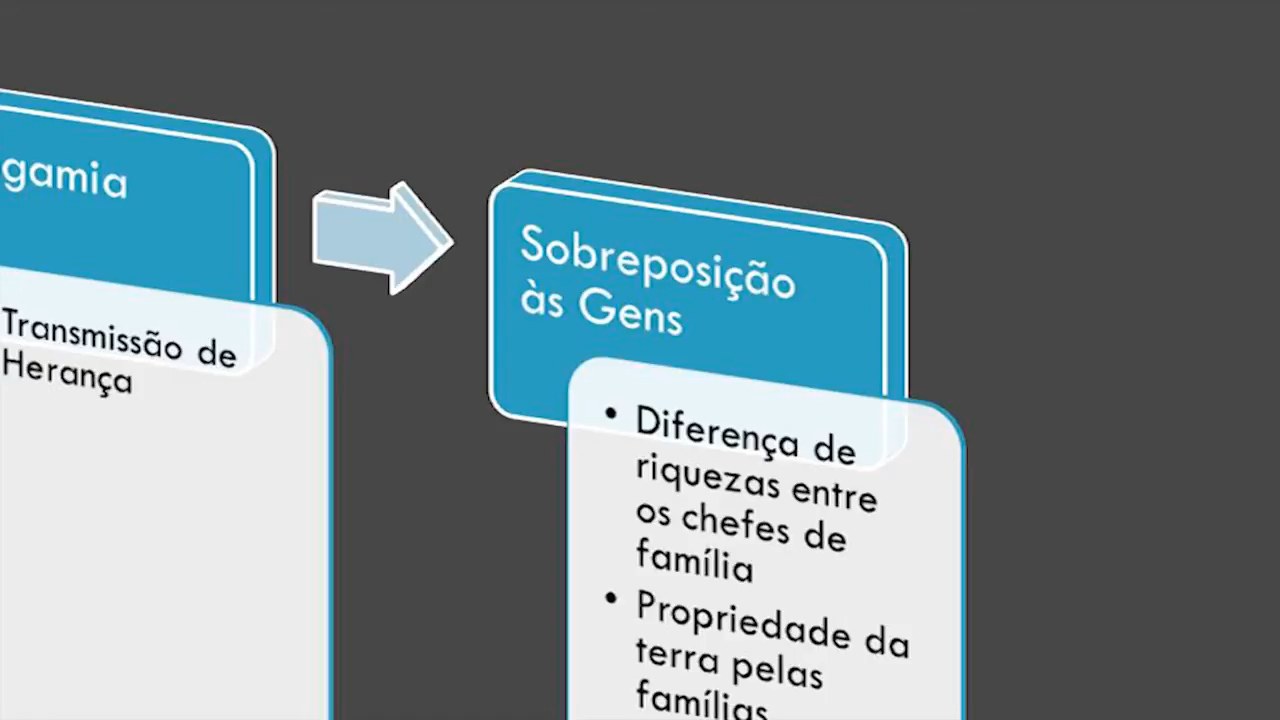 gamia
Transmissão de
Herança
Sobreposição
às Gens
• Diferença de
riquezas entre
os chefes de
família
• Propriedade da
terra pelas
famílias